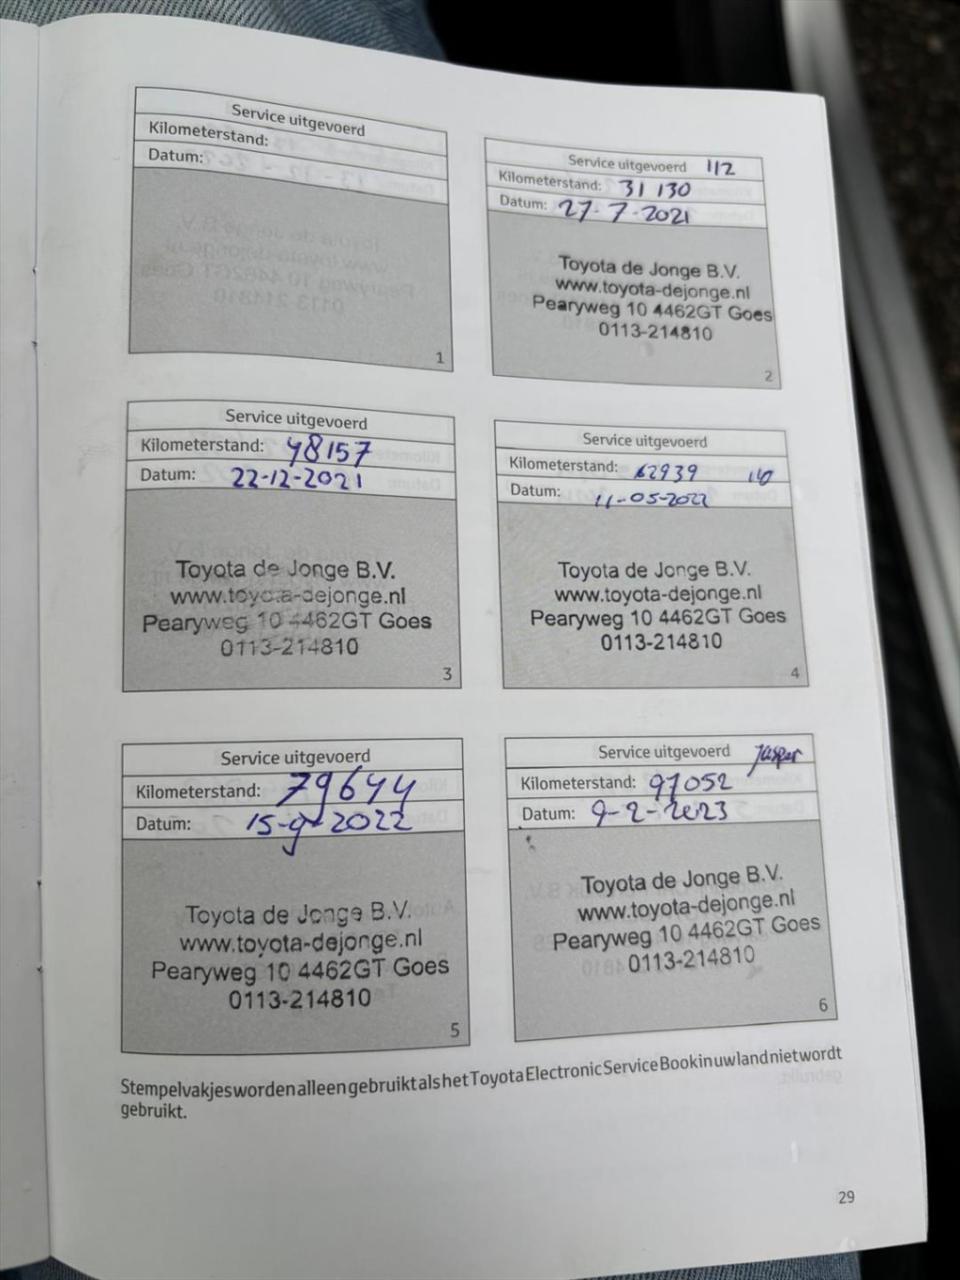 Service uitgevoerd
Kilometerstand:
Datum:
1
Service uitgevoerd 112
Kilometerstand: 31 130
Datum: 27-7-2021
Toyota de Jonge B.V.
www.toyota-dejonge.nl
Pearyweg 10 4462GT Goes
0113-214810
2
Service uitgevoerd
Kilometerstand: 48157
Datum: 22-12-2021
Toyota de Jonge B.V.
www.toyota-dejonge.nl
Pearyweg 10 4462GT Goes
0113-214810
3
Service uitgevoerd
Kilometerstand: 62939
Datum: 11-05-2022
Toyota de Jonge B.V.
www.toyota-dejonge.nl
Pearyweg 10 4462GT Goes
0113-214810
4
Service uitgevoerd
Kilometerstand: 79644
Datum: 15-9-2022
Toyota de Jonge B.V.
www.toyota-dejonge.nl
Pearyweg 10 4462GT Goes
0113-214810
5
Service uitgevoerd Jasper
Kilometerstand: 97052
Datum: 9-2-2023
Toyota de Jonge B.V.
www.toyota-dejonge.nl
Pearyweg 10 4462GT Goes
0113-214810
6
Stempelvakjes worden alleen gebruikt als het Toyota Electronic Service Book in uw land niet wordt
gebruikt.
29